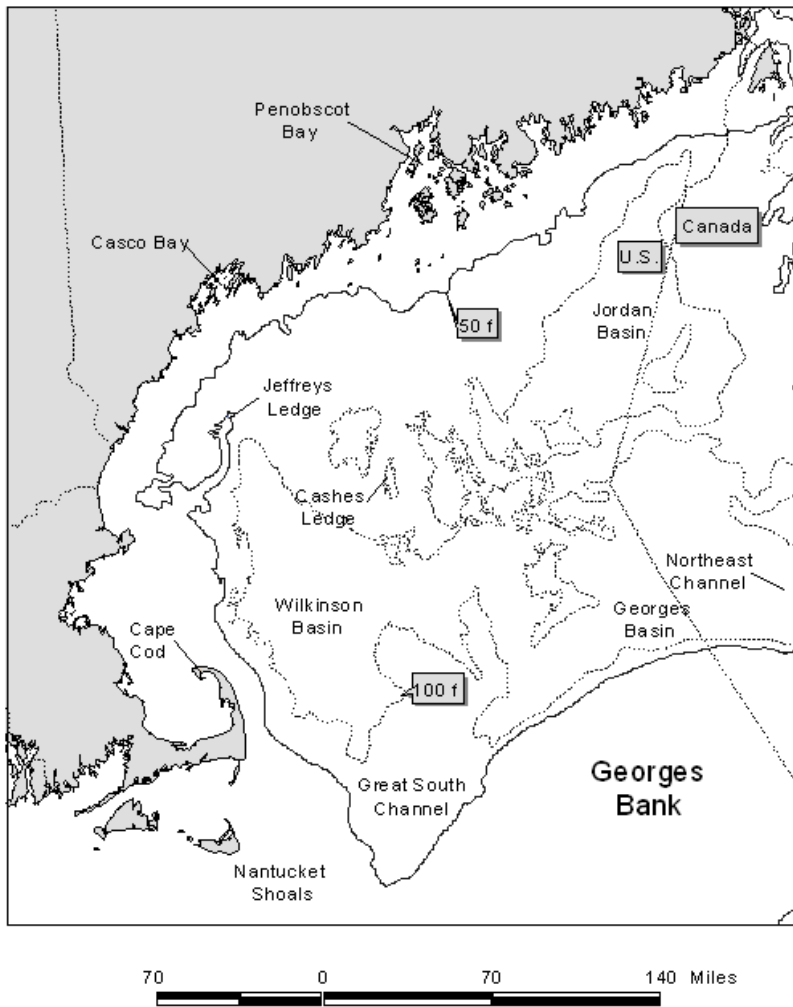 Penobscot
Bay
Canada
Casco Bay
U.S.
Jordan
Basin
50 f
Jeffreys
Ledge
Cashes
Ledge
Northeast
Channel
Wilkinson
Basin
Georges
Basin
Cape
Cod
100 f
Georges
Bank
Great South
Channel
Nantucket
Shoals
70 0 70 140 Miles